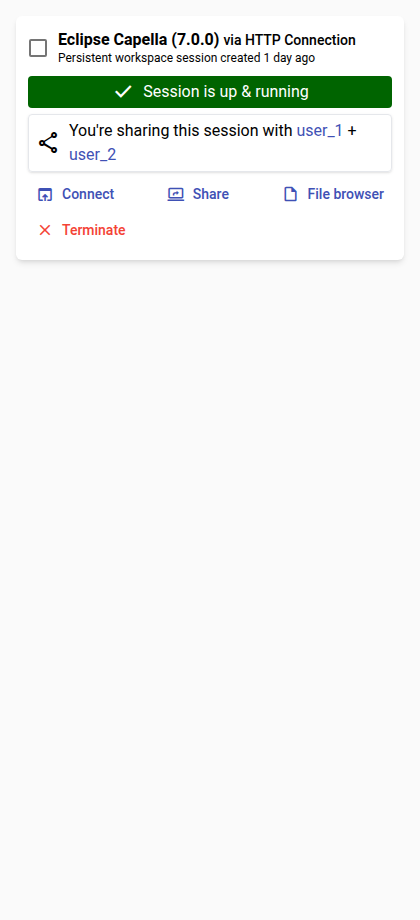 Eclipse Capella (7.0.0) via HTTP Connection
Persistent workspace session created 1 day ago
Session is up & running
You're sharing this session with user_1 +
user_2
Connect Share File browser
Terminate